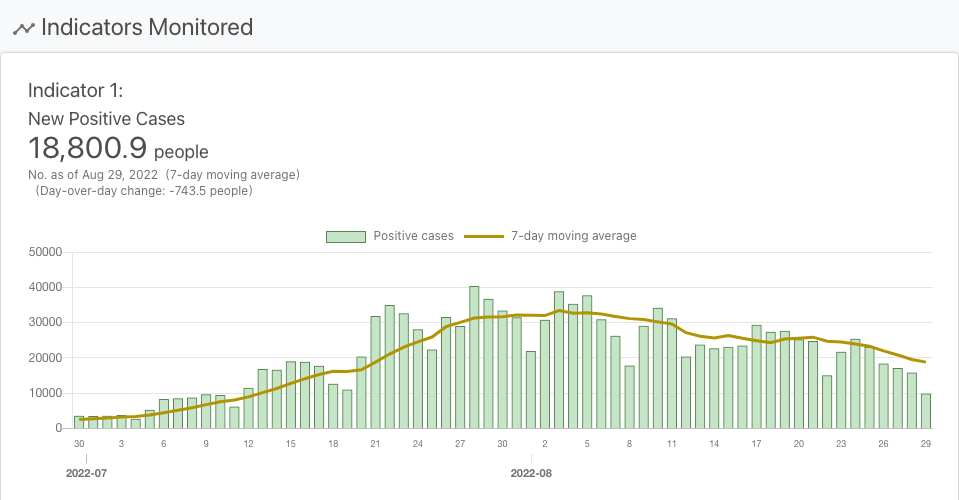 Indicators Monitored
Indicator 1:
New Positive Cases
18,800.9 people
No. as of Aug 29, 2022 (7-day moving average)
(Day-over-day change: -743.5 people)
Positive cases 7-day moving average
50000
40000
30000
20000
10000
0
30 3 6 9 12 15 18 21 24 27 30 2 5 8 11 14 17 20 23 26 29
2022-07 2022-08